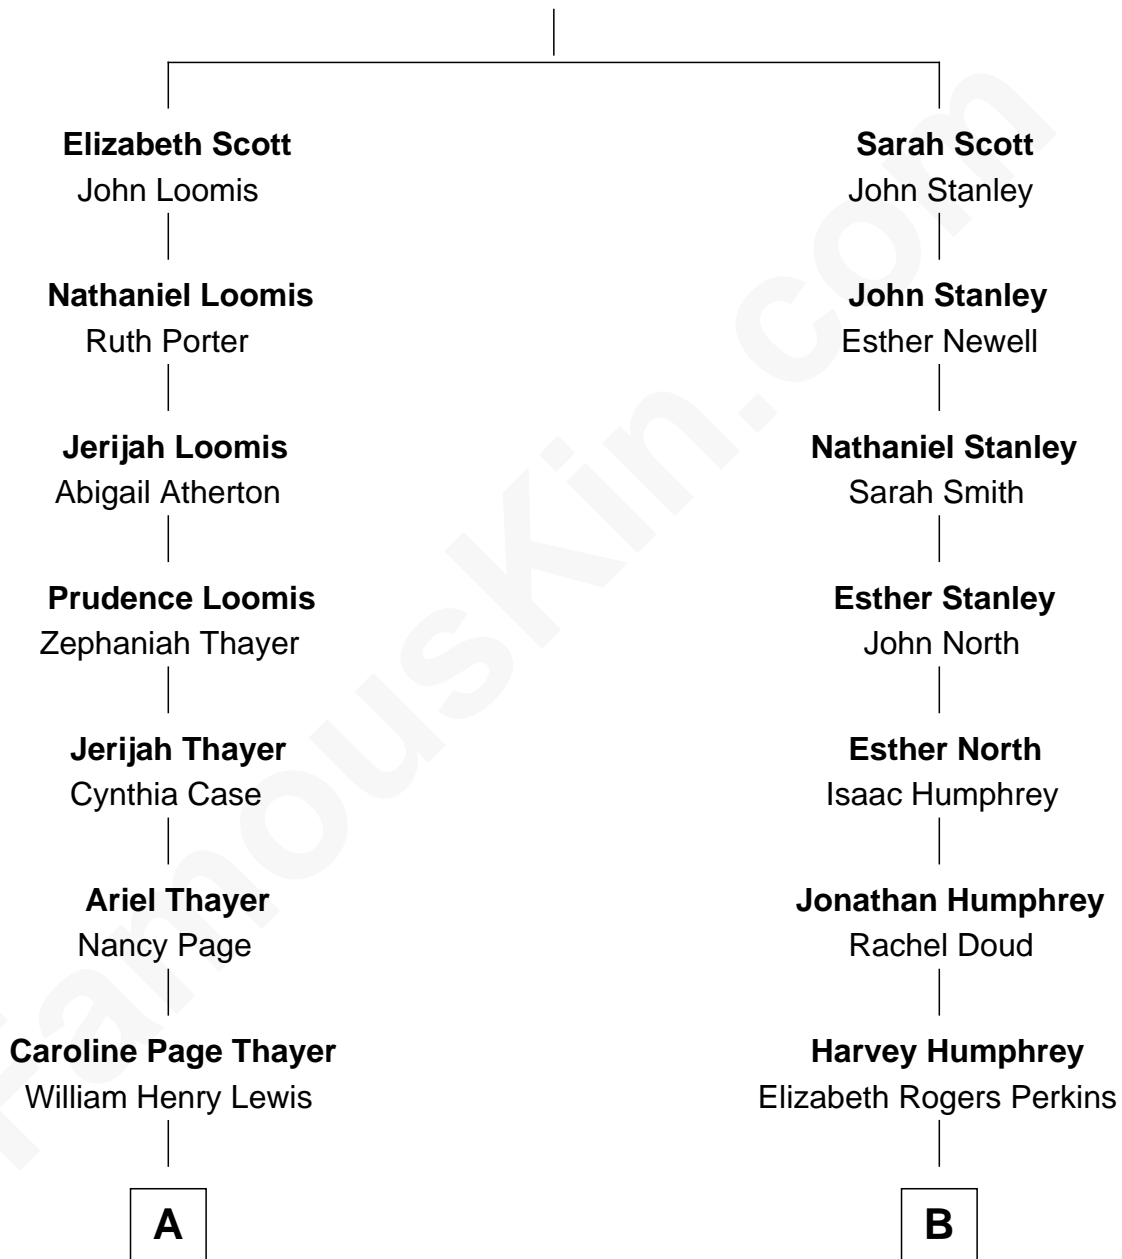 Elizabeth Scott
John Loomis
Nathaniel Loomis
Ruth Porter
Jerijah Loomis
Abigail Atherton
Prudence Loomis
Zephaniah Thayer
Jerijah Thayer
Cynthia Case
Ariel Thayer
Nancy Page
Caroline Page Thayer
William Henry Lewis
A
Sarah Scott
John Stanley
John Stanley
Esther Newell
Nathaniel Stanley
Sarah Smith
Esther Stanley
John North
Esther North
Isaac Humphrey
Jonathan Humphrey
Rachel Doud
Harvey Humphrey
Elizabeth Rogers Perkins
B
FamousKin.com